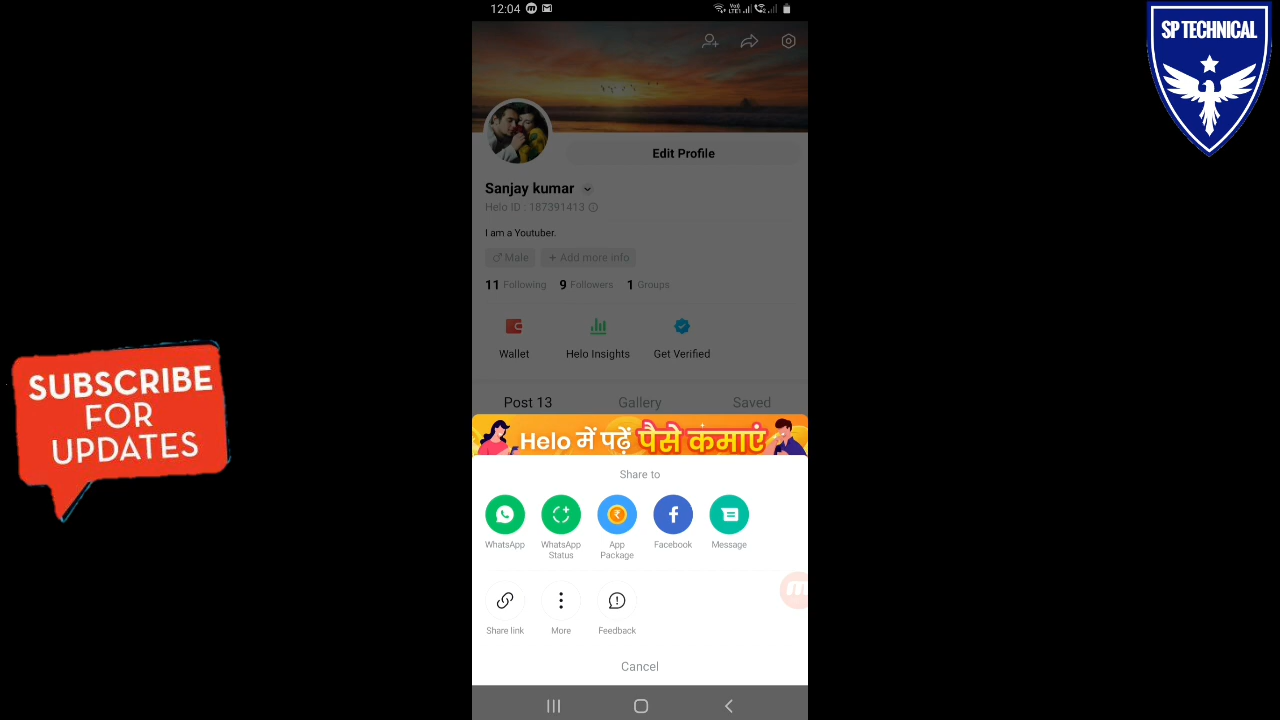 12:04
SP TECHNICAL
Edit Profile
Sanjay kumar
Helo ID : 187391413
I am a Youtuber.
Male + Add more info
11 Following 9 Followers 1 Groups
Wallet Helo Insights Get Verified
Post 13 Gallery Saved
SUBSCRIBE
FOR
UPDATES
Helo में पढ़ें पैसे कमाएं
Share to
WhatsApp WhatsApp Status App Package Facebook Message
Share link More Feedback
Cancel